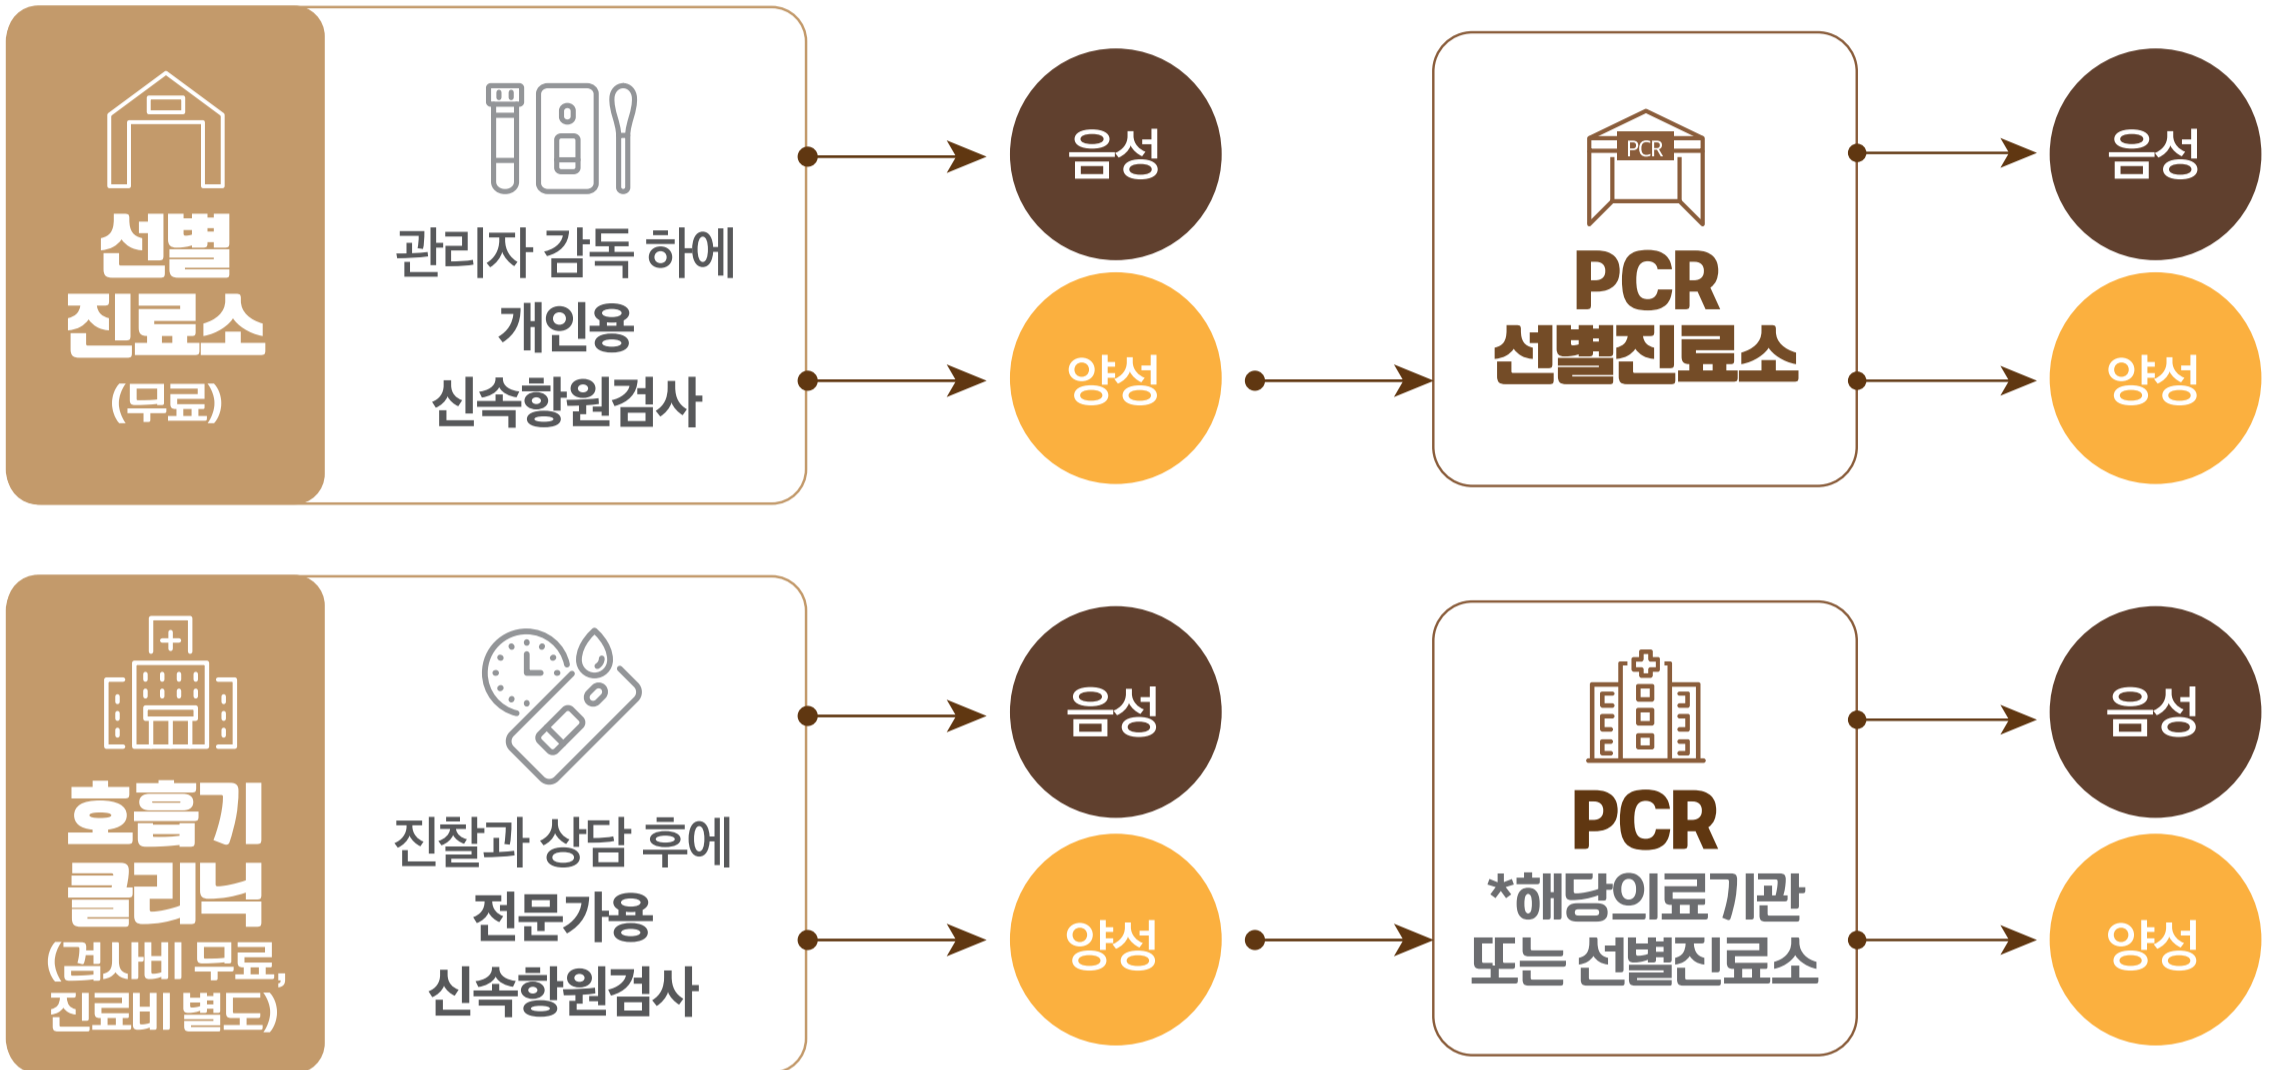 선별
진료소
(무료)
관리자 감독 하에
개인용
신속항원검사
음성
양성
PCR
PCR
선별진료소
음성
양성
호흡기
클리닉
(검사비 무료,
진료비 별도)
진찰과 상담 후에
전문가용
신속항원검사
음성
양성
PCR
*해당의료기관
또는 선별진료소
음성
양성